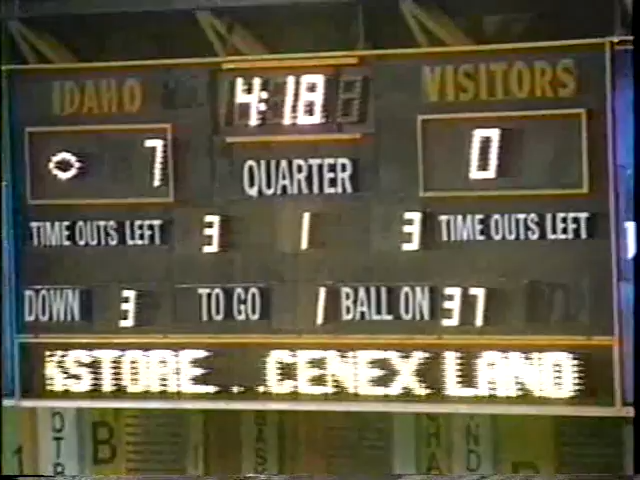 IDAHO 4:18 VISITORS
7 0
QUARTER
TIME OUTS LEFT 3 1 3 TIME OUTS LEFT
DOWN 3 TO GO 1 BALL ON 37
STORE...CENEX LAND
B